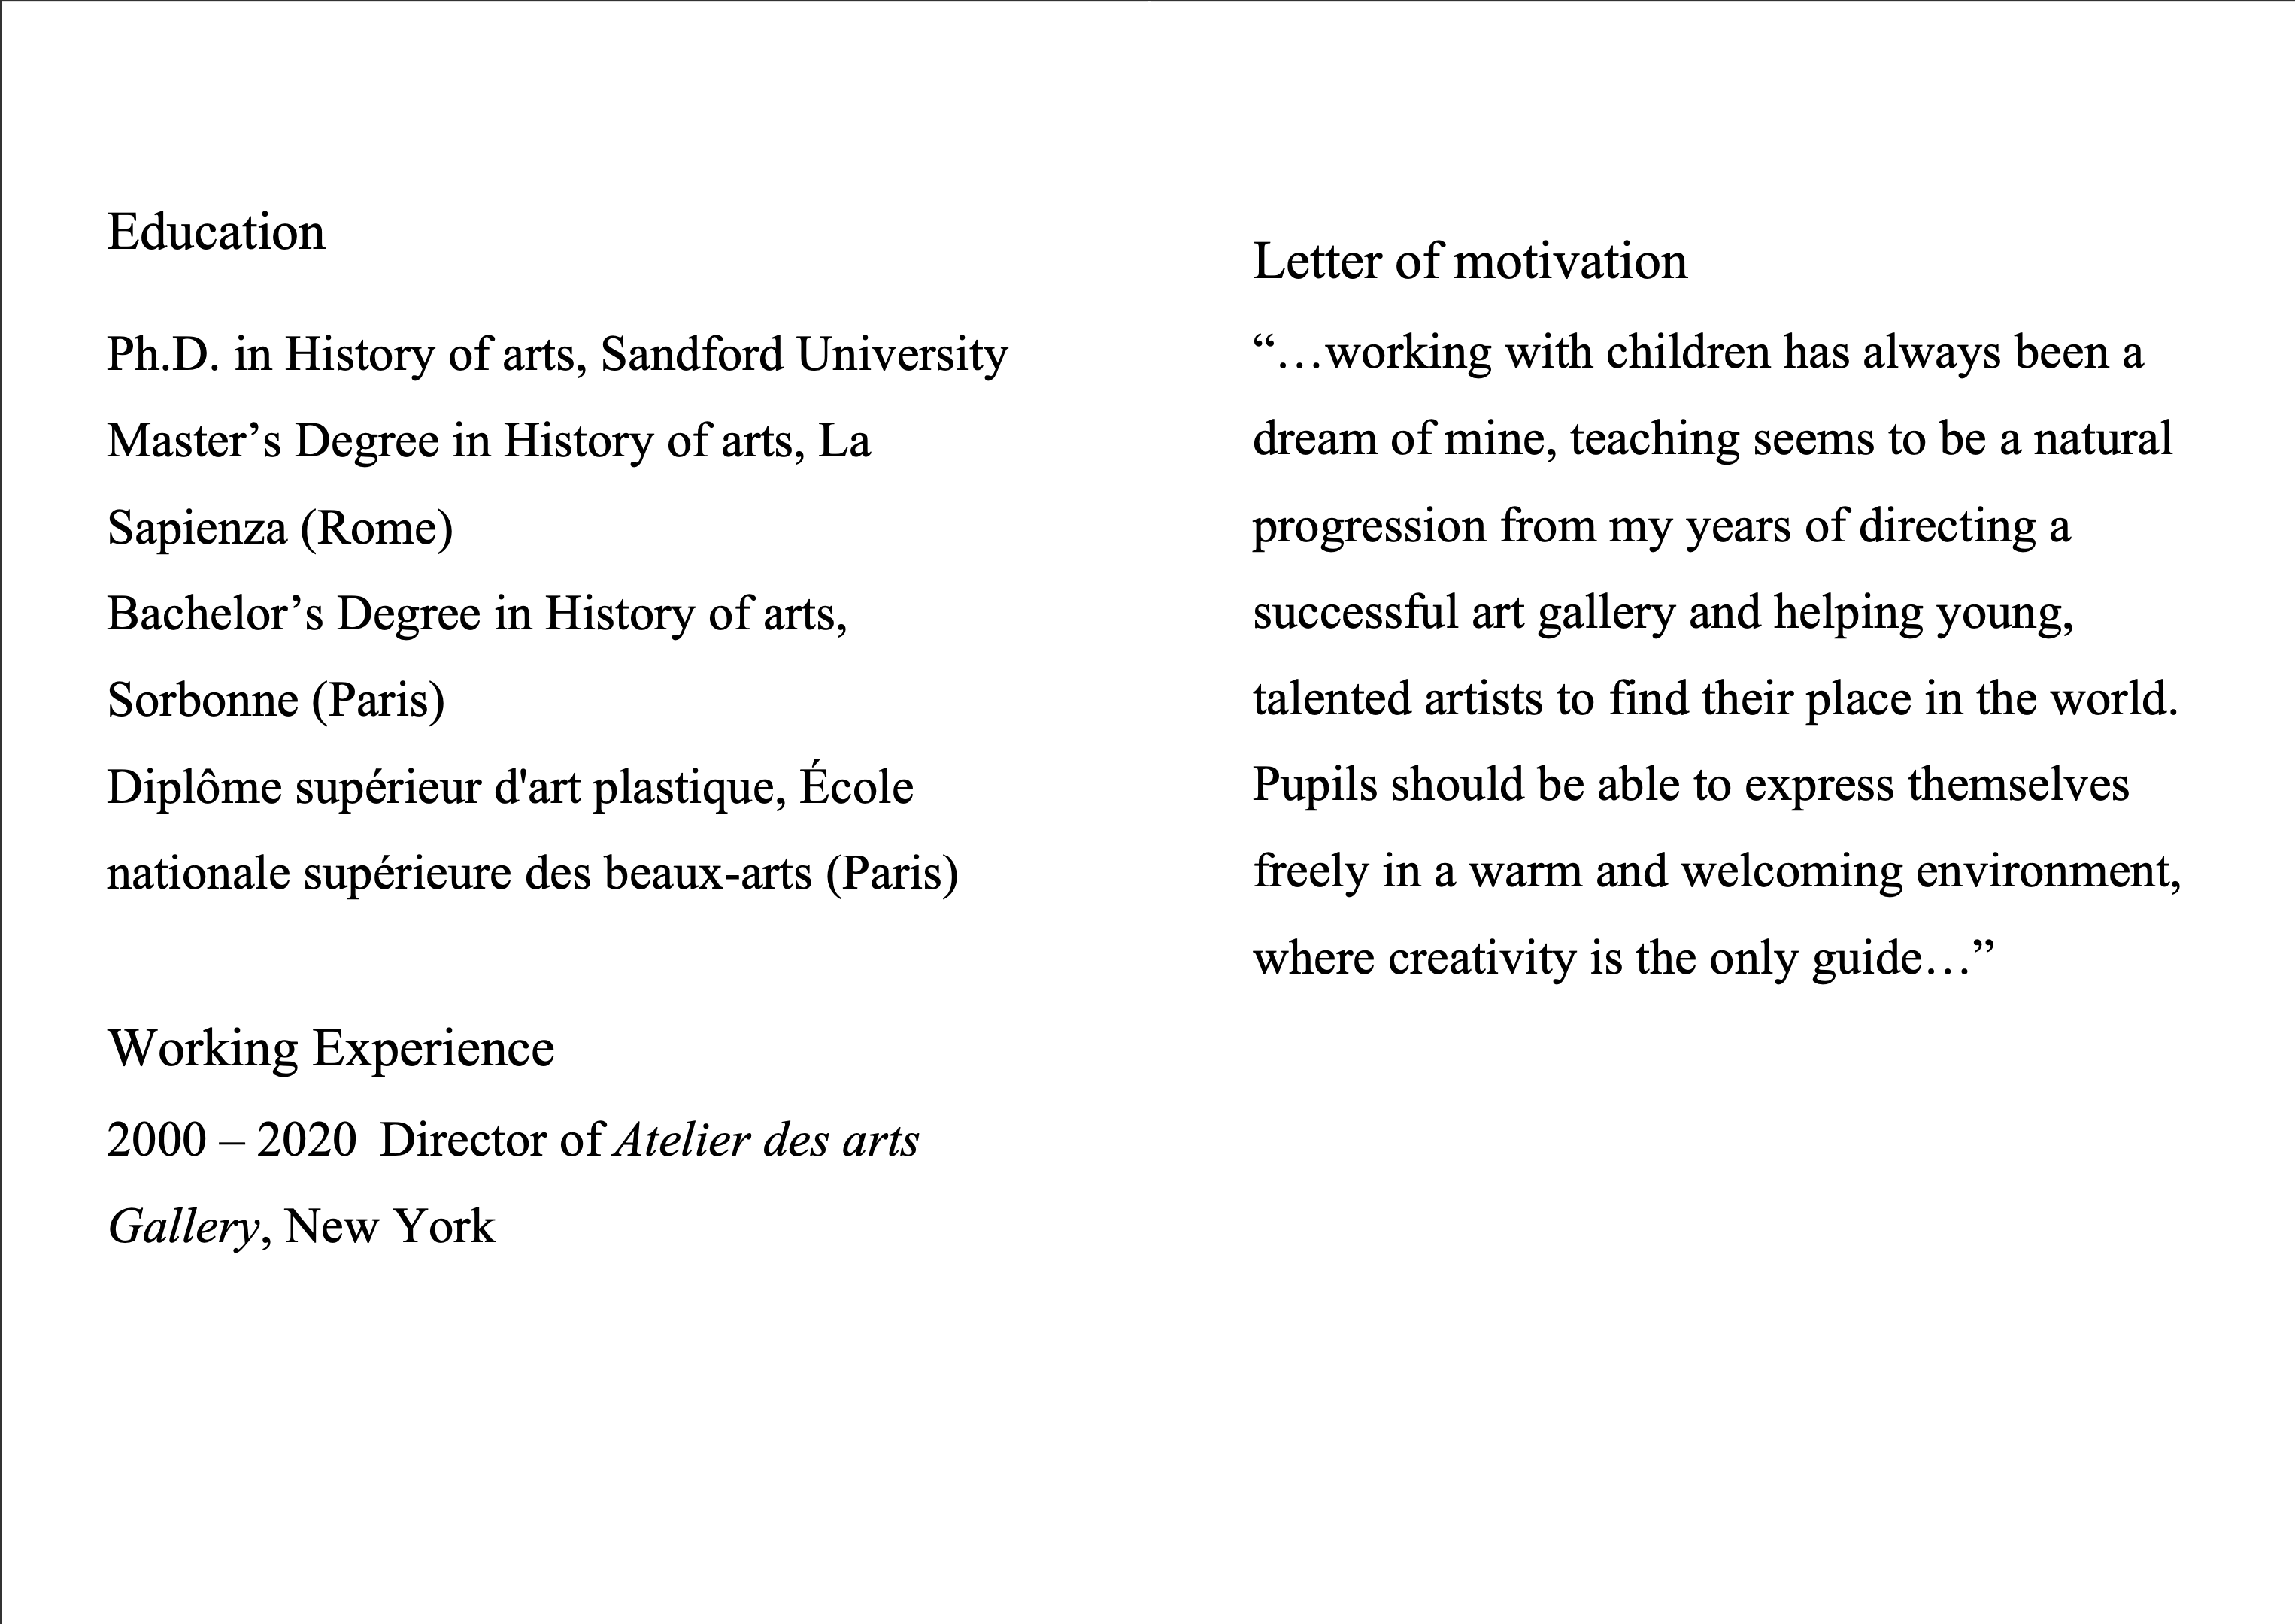 Education
Ph.D. in History of arts, Sandford University
Master’s Degree in History of arts, La
Sapienza (Rome)
Bachelor’s Degree in History of arts,
Sorbonne (Paris)
Diplôme supérieur d'art plastique, École
nationale supérieure des beaux-arts (Paris)
Working Experience
2000 – 2020  Director of Atelier des arts
Gallery, New York
Letter of motivation
“…working with children has always been a
dream of mine, teaching seems to be a natural
progression from my years of directing a
successful art gallery and helping young,
talented artists to find their place in the world.
Pupils should be able to express themselves
freely in a warm and welcoming environment,
where creativity is the only guide…”